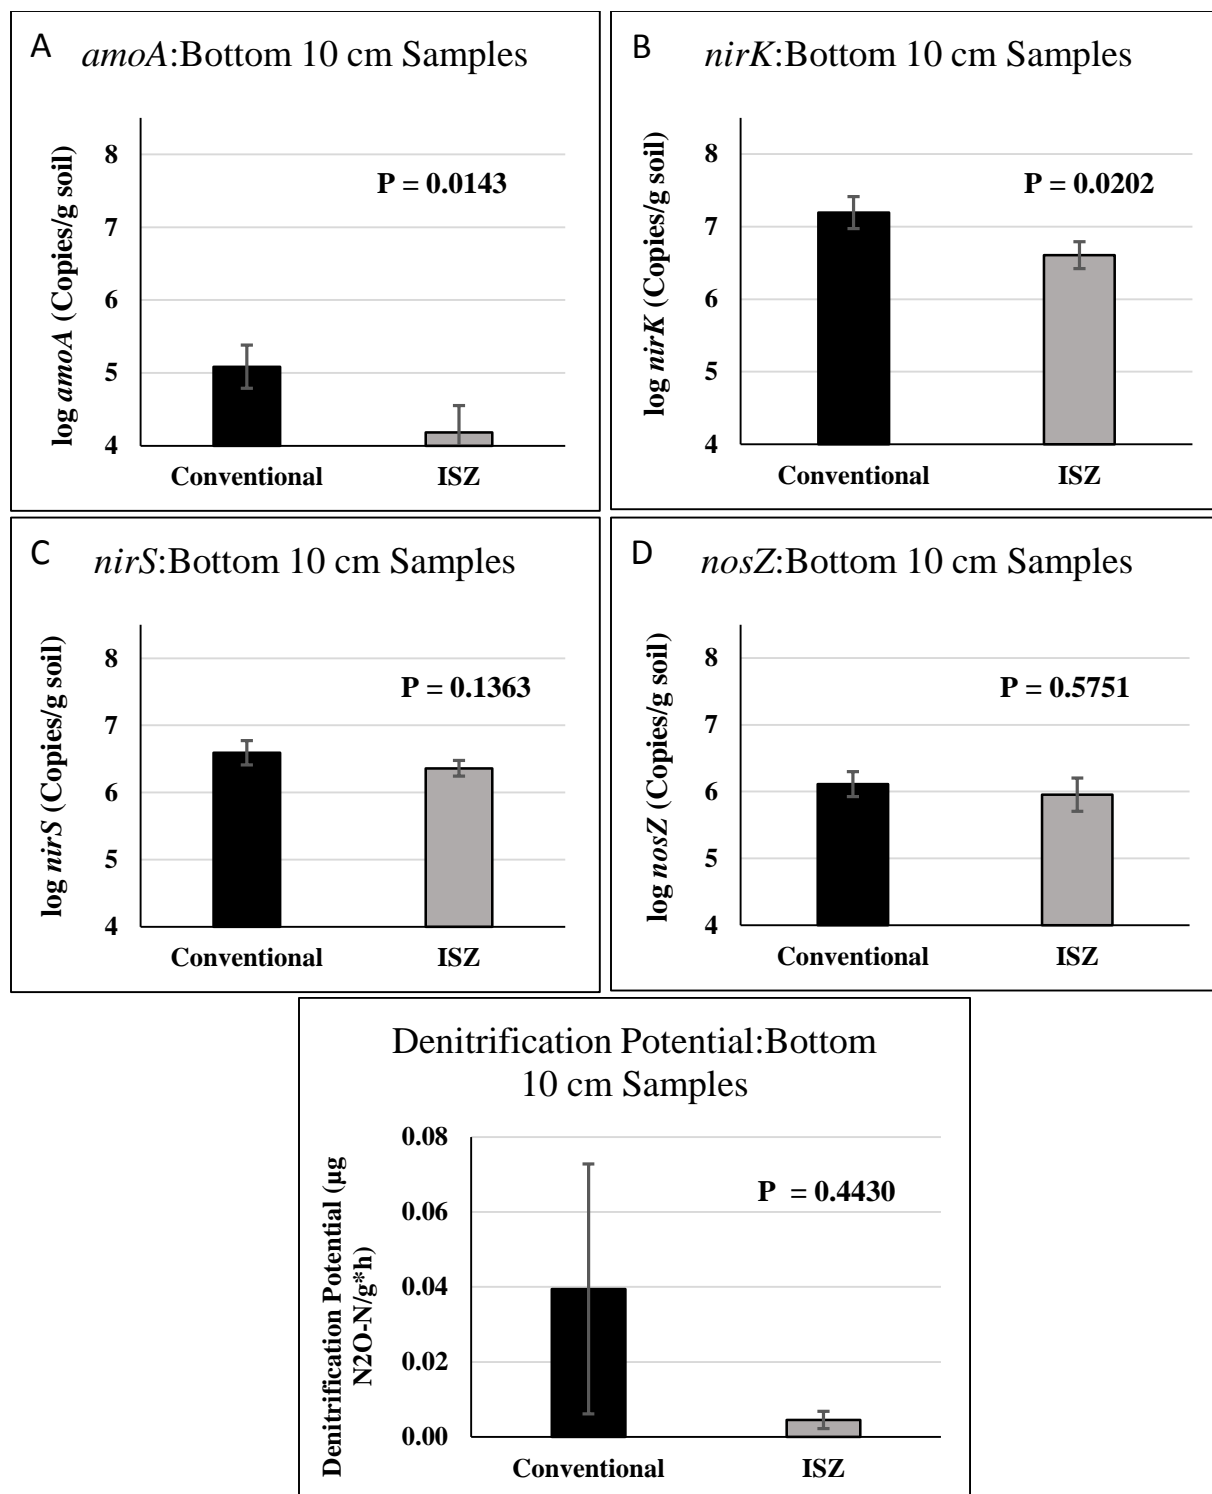 A
amoA:Bottom 10 cm Samples
log amoA (Copies/g soil)
8
7
6
5
4
P = 0.0143
Conventional
ISZ
B
nirK:Bottom 10 cm Samples
log nirK (Copies/g soil)
8
7
6
5
4
P = 0.0202
Conventional
ISZ
C
nirS:Bottom 10 cm Samples
log nirS (Copies/g soil)
8
7
6
5
4
P = 0.1363
Conventional
ISZ
D
nosZ:Bottom 10 cm Samples
log nosZ (Copies/g soil)
8
7
6
5
4
P = 0.5751
Conventional
ISZ
Denitrification Potential:Bottom
10 cm Samples
Denitrification Potential (µg
N2O-N/g*h)
0.08
0.06
0.04
0.02
0.00
P = 0.4430
Conventional
ISZ